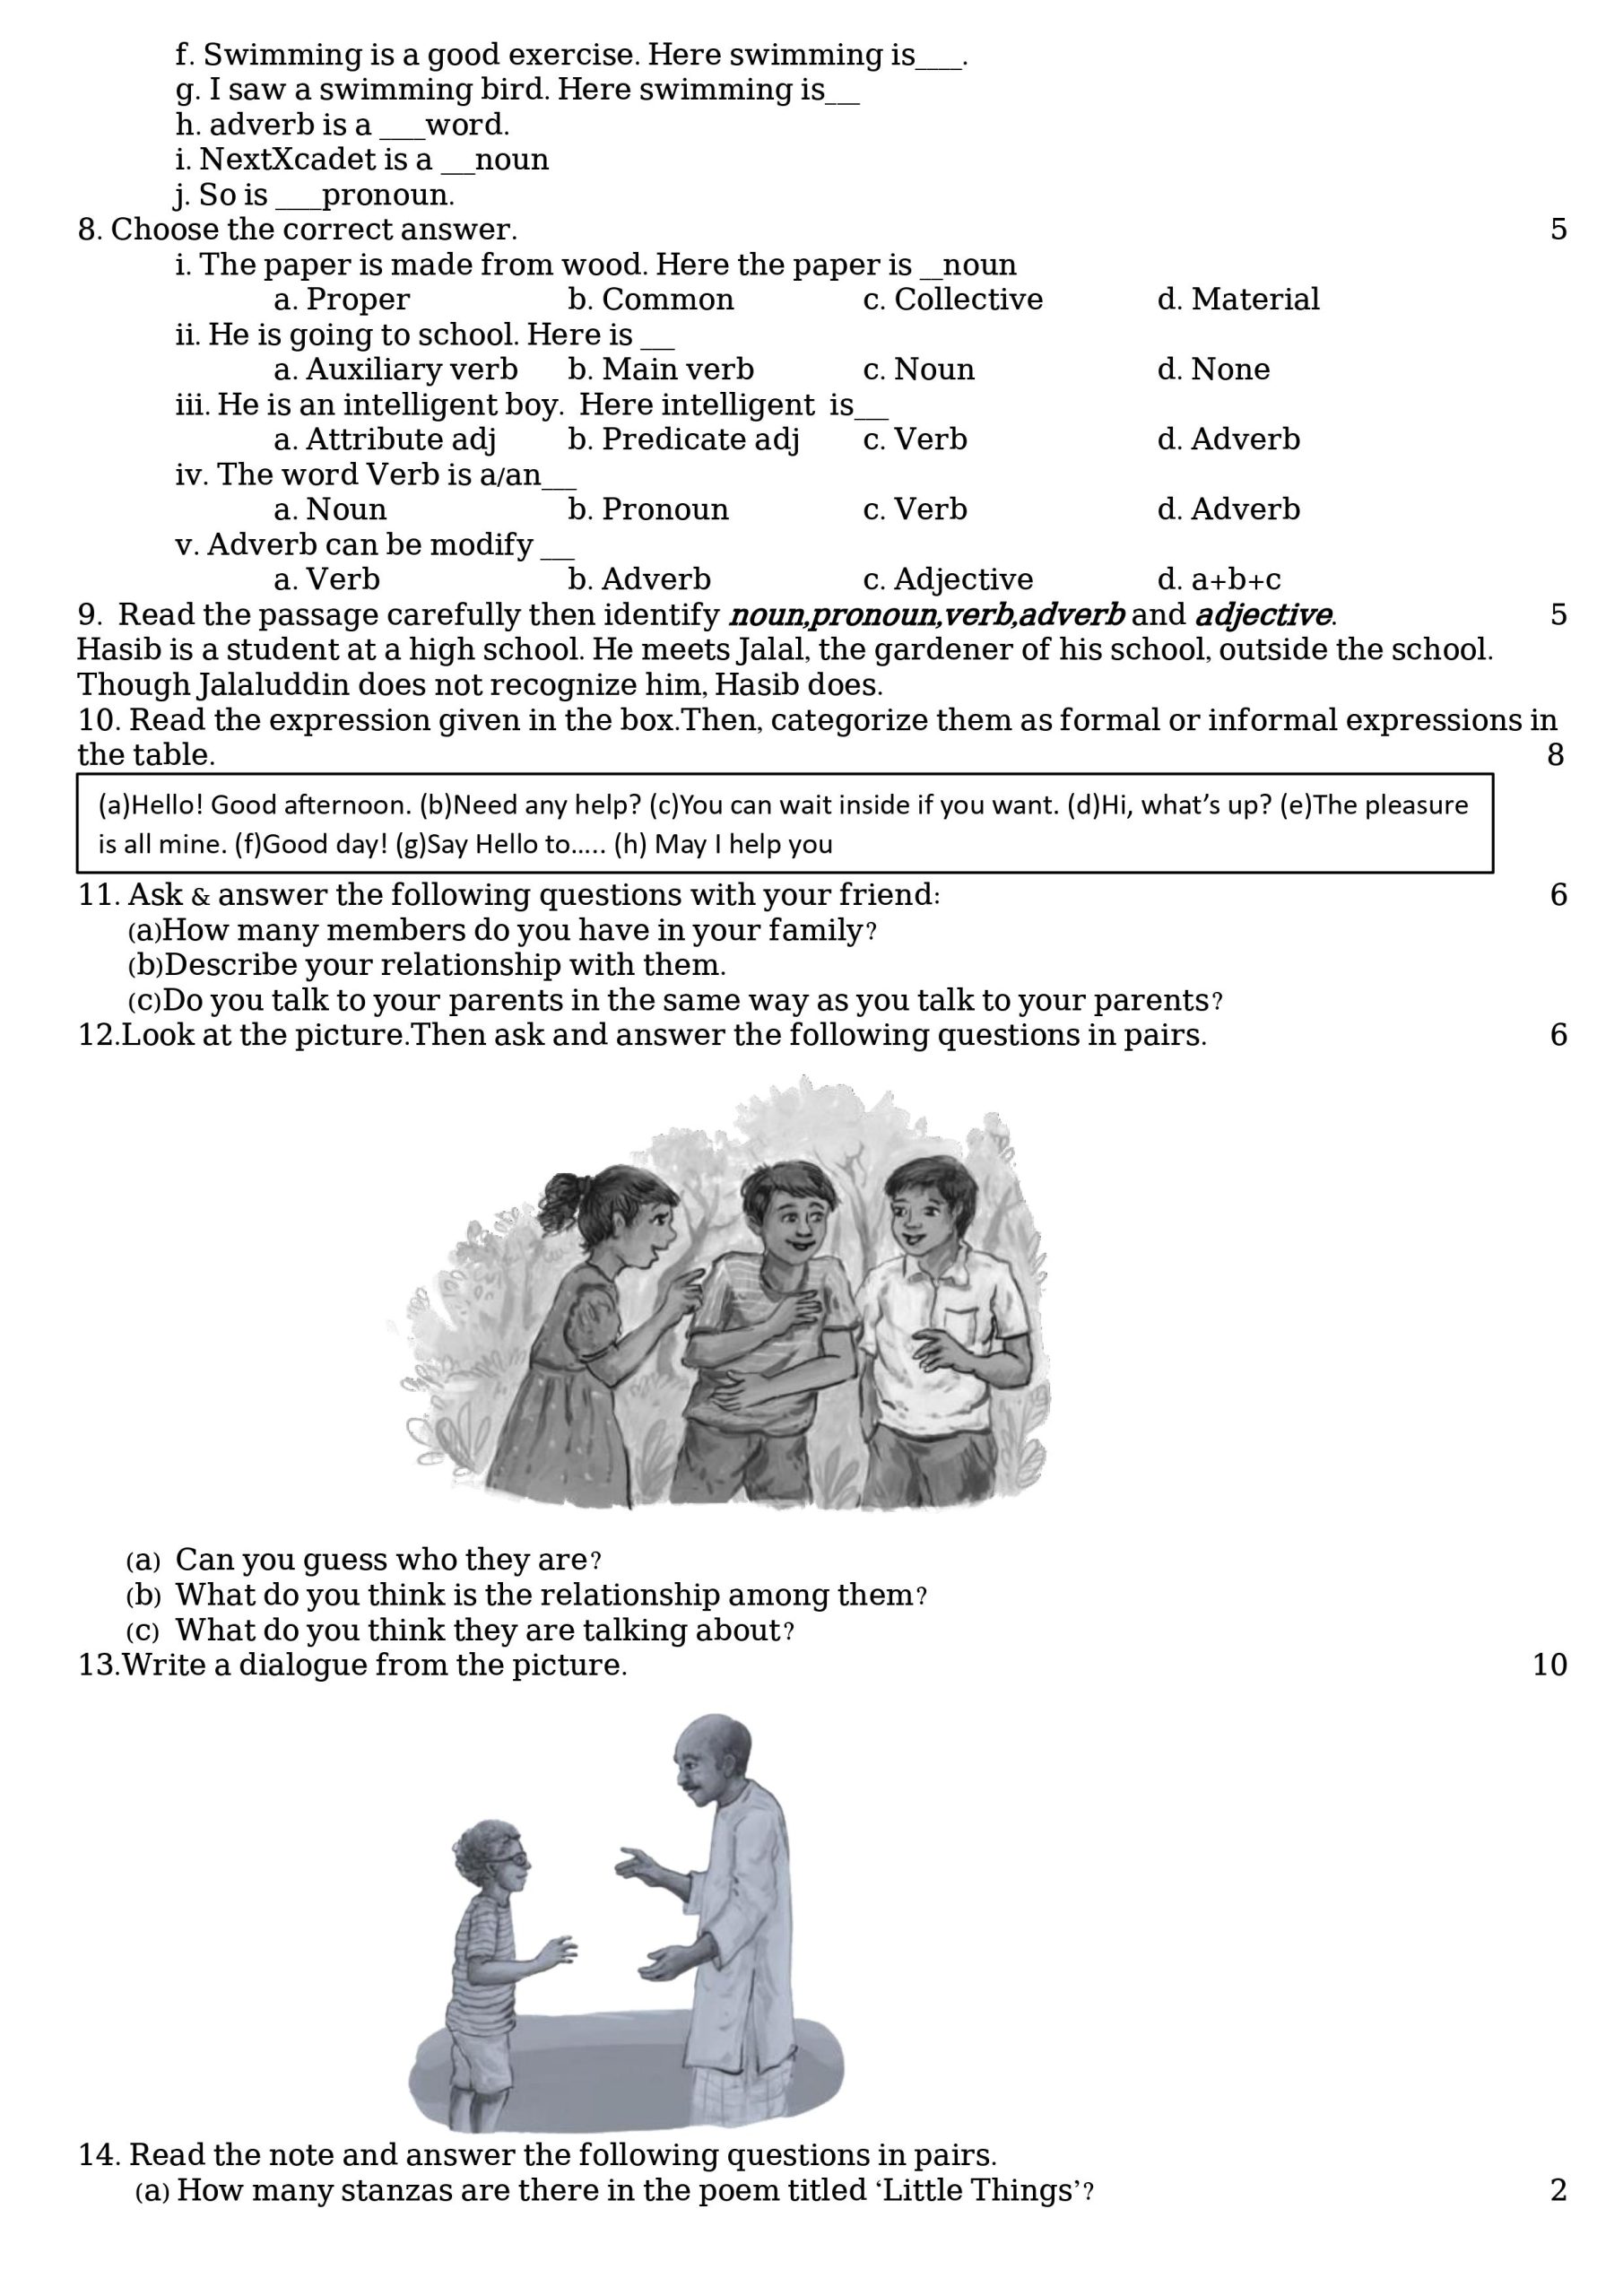 f. Swimming is a good exercise. Here swimming is____.
g. I saw a swimming bird. Here swimming is___
h. adverb is a ____word.
i. NextXcadet is a ___noun
j. So is ____pronoun.
8. Choose the correct answer. 5
i. The paper is made from wood. Here the paper is __noun
a. Proper b. Common c. Collective d. Material
ii. He is going to school. Here is ___
a. Auxiliary verb b. Main verb c. Noun d. None
iii. He is an intelligent boy. Here intelligent is___
a. Attribute adj b. Predicate adj c. Verb d. Adverb
iv. The word Verb is a/an___
a. Noun b. Pronoun c. Verb d. Adverb
v. Adverb can be modify ___
a. Verb b. Adverb c. Adjective d. a+b+c
9. Read the passage carefully then identify noun,pronoun,verb,adverb and adjective. 5
Hasib is a student at a high school. He meets Jalal, the gardener of his school, outside the school.
Though Jalaluddin does not recognize him, Hasib does.
10. Read the expression given in the box.Then, categorize them as formal or informal expressions in
the table. 8
(a)Hello! Good afternoon. (b)Need any help? (c)You can wait inside if you want. (d)Hi, what's up? (e)The pleasure
is all mine. (f)Good day! (g)Say Hello to….. (h) May I help you
11. Ask & answer the following questions with your friend: 6
(a)How many members do you have in your family?
(b)Describe your relationship with them.
(c)Do you talk to your parents in the same way as you talk to your parents?
12.Look at the picture.Then ask and answer the following questions in pairs. 6
(a) Can you guess who they are?
(b) What do you think is the relationship among them?
(c) What do you think they are talking about?
13.Write a dialogue from the picture. 10
14. Read the note and answer the following questions in pairs.
(a) How many stanzas are there in the poem titled ‘Little Things’? 2